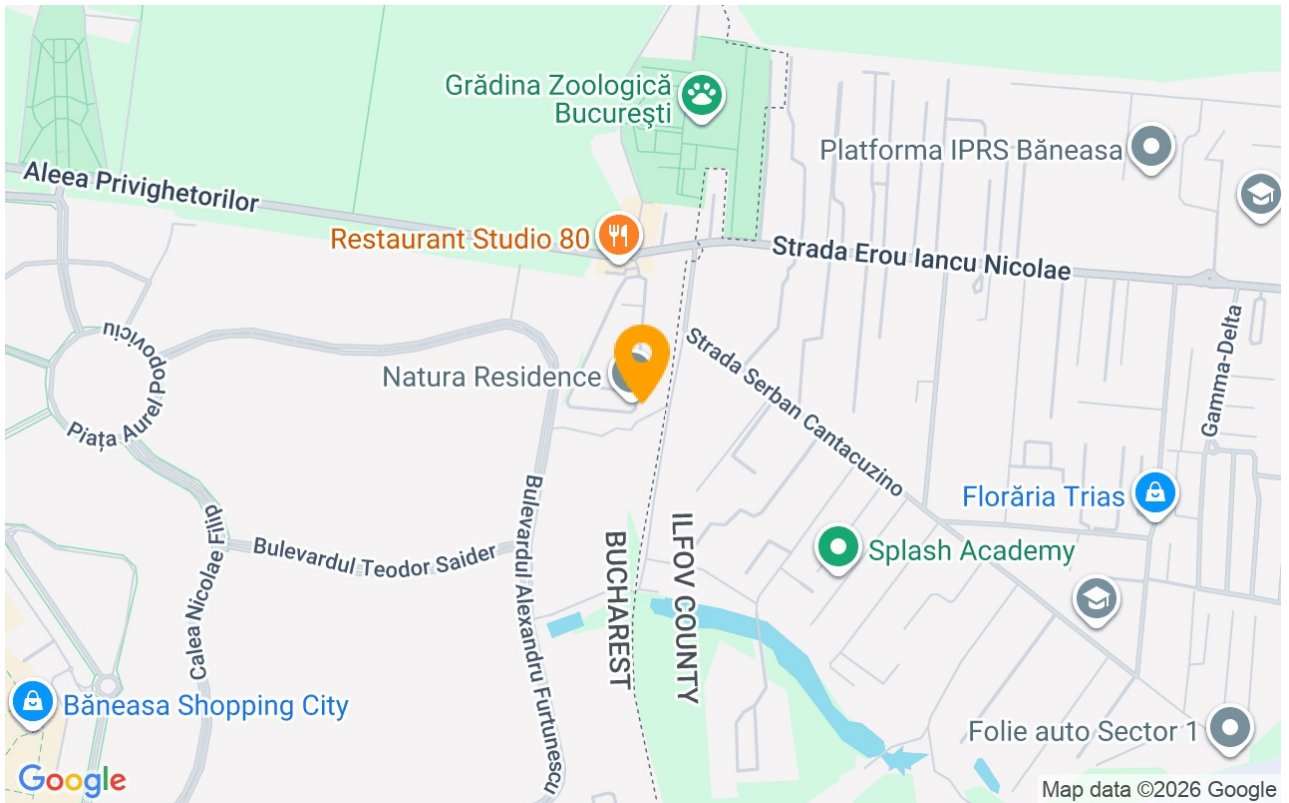 Grădina Zoologică
Bucureşti
Platforma IPRS Băneasa
Aleea Privighetorilor
Restaurant Studio 80
Strada Erou Iancu Nicolae
Piața Aurel Popoviciu
Natura Residence
Strada Serban Cantacuzino
Gamma-Delta
Florăria Trias
Splash Academy
Calea Nicolae Filip
Bulevardul Teodor Saider
Bulevardul Alexandru Furtunescu
BUCHAREST
ILFOV COUNTY
Băneasa Shopping City
Folie auto Sector 1
Google
Map data ©2026 Google